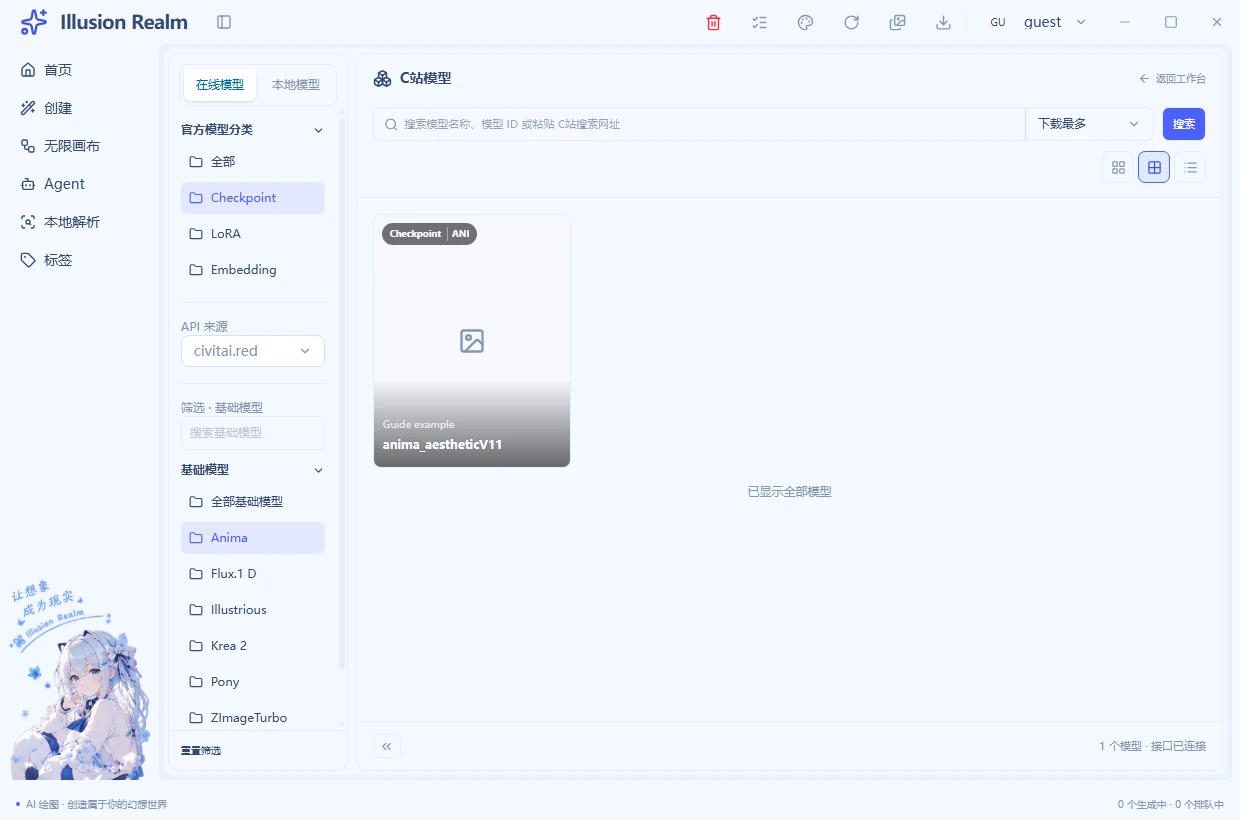 Illusion Realm
GU guest
首页
创建
无限画布
Agent
本地解析
标签
让想象
成为现实
Illusion Realm
在线模型 本地模型
官方模型分类
全部
Checkpoint
LoRA
Embedding
API 来源
civitai.red
筛选 · 基础模型
搜索基础模型
基础模型
全部基础模型
Anima
Flux.1 D
Illustrious
Krea 2
Pony
ZImageTurbo
重置筛选
C站模型
返回工作台
搜索模型名称、模型 ID 或粘贴 C站搜索网址
下载最多
搜索
Checkpoint | ANI
Guide example
anima_aestheticV11
已显示全部模型
1 个模型 · 接口已连接
AI 绘图 · 创造属于你的幻想世界
0 个生成中 · 0 个排队中